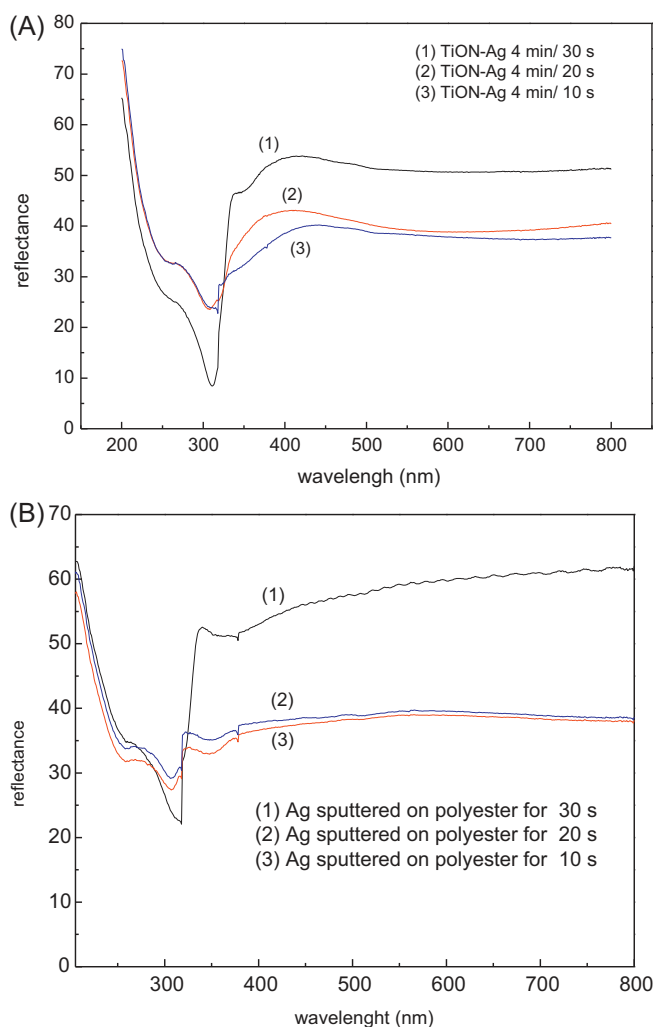 (A)
80
70
60
50
40
30
20
10
0
reflectance
(1) TiON-Ag 4 min/ 30 s
(2) TiON-Ag 4 min/ 20 s
(3) TiON-Ag 4 min/ 10 s
(1)
(2)
(3)
200 300 400 500 600 700 800
wavelengh (nm)
(B)
70
60
50
40
30
20
10
0
reflectance
(1)
(2)
(3)
(1) Ag sputtered on polyester for 30 s
(2) Ag sputtered on polyester for 20 s
(3) Ag sputtered on polyester for 10 s
300 400 500 600 700 800
wavelenght (nm)